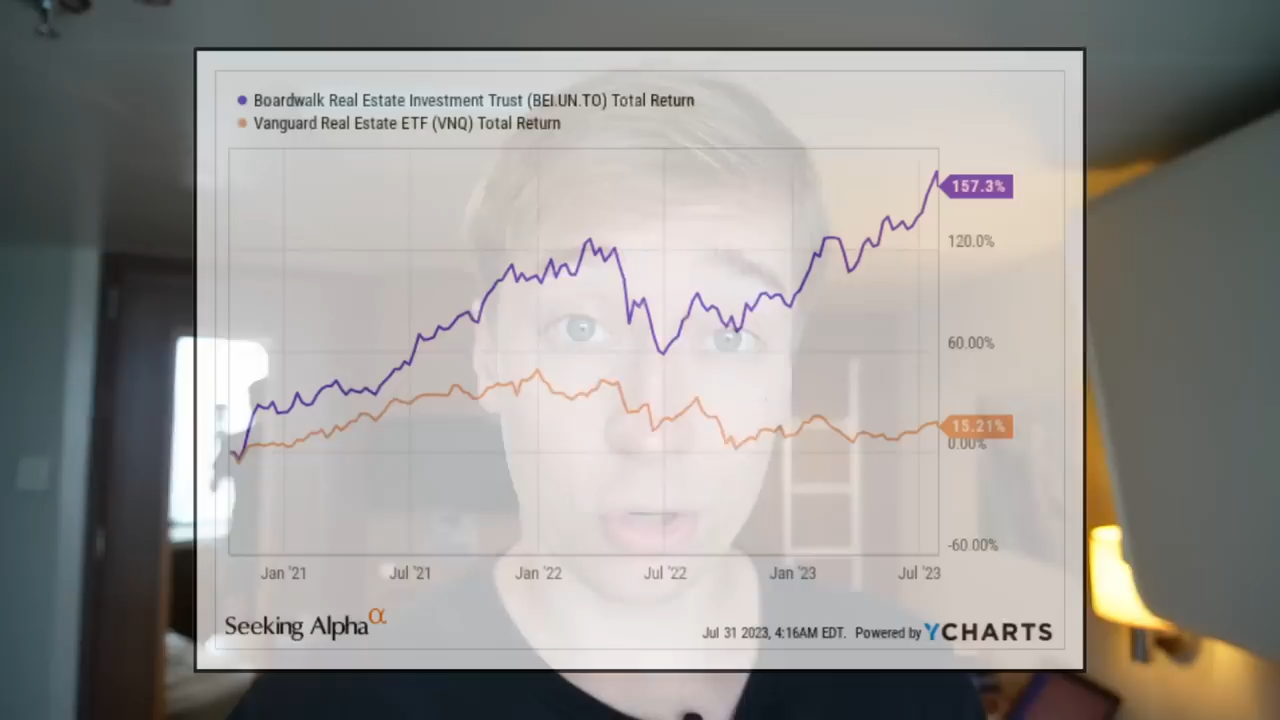 Boardwalk Real Estate Investment Trust (BEI.UN.TO) Total Return
Vanguard Real Estate ETF (VNQ) Total Return
157.3%
120.0%
60.00%
15.21%
0.00%
-60.00%
Jan '21 Jul '21 Jan '22 Jul '22 Jan '23 Jul '23
Seeking Alpha α
Jul 31 2023, 4:16AM EDT. Powered by YCHARTS